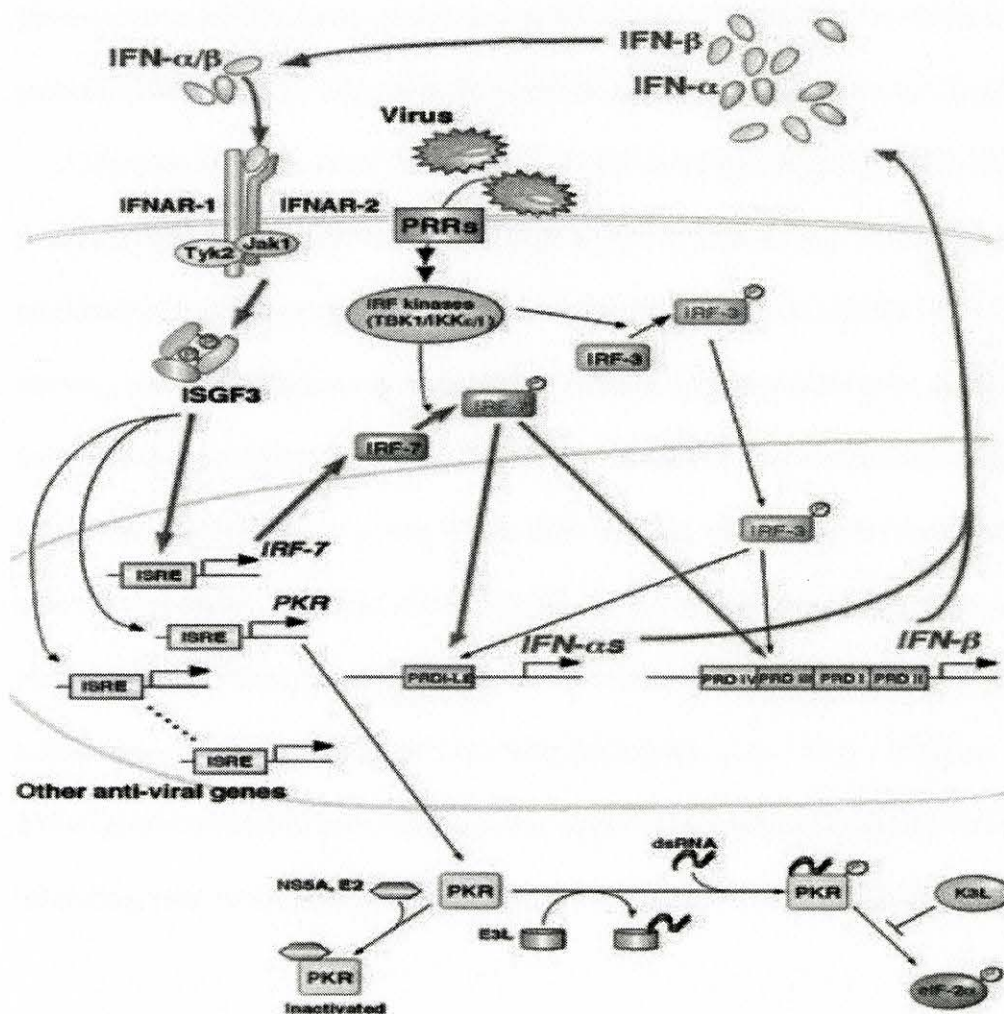 IFN-α/β
IFN-β
IFN-α
Virus
IFNAR-1
IFNAR-2
PRRs
Tyk2
Jak1
IRF kinases
(TBK1/IKKε/i)
IRF-3
IRF-3
ISGF3
IRF-7
IRF-7
IRF-3
IRF-7
ISRE
PKR
ISRE
IFN-αs
IFN-β
ISRE
PRDI-LE
PRD IV
PRD III
PRD I
PRD II
ISRE
Other anti-viral genes
dsRNA
NS5A, E2
PKR
PKR
K3L
E3L
PKR
Inactivated
eIF-2α